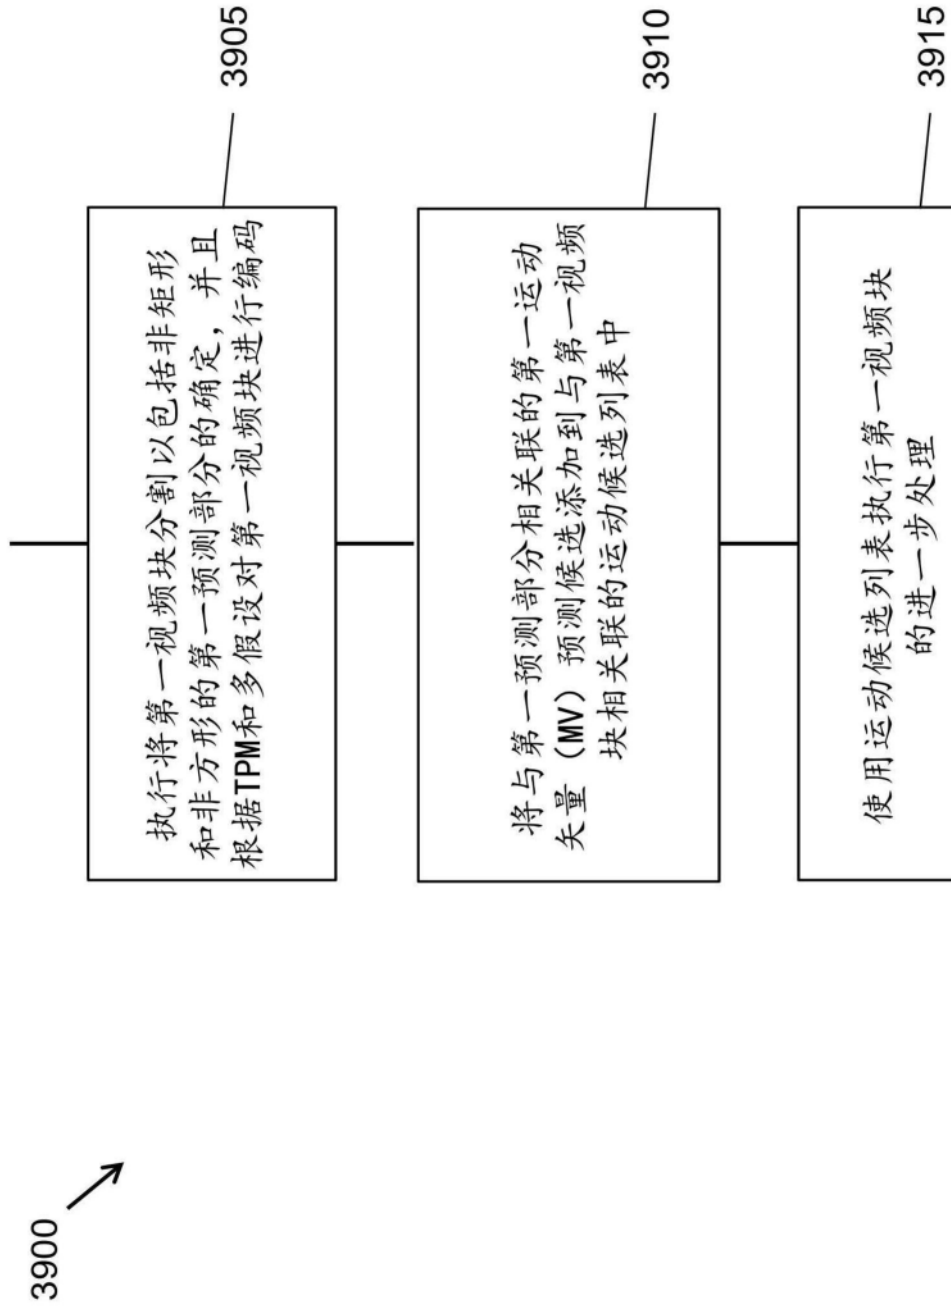 3900
执行将第一视频块分割以包括非矩形
和非方形的第一预测部分的确定，并且
根据TPM和多假设对第一视频块进行编码
3905
将与第一预测部分相关联的第一运动
矢量（MV）预测候选添加到与第一视频
块相关联的运动候选列表中
3910
使用运动候选列表执行第一视频块
的进一步处理
3915